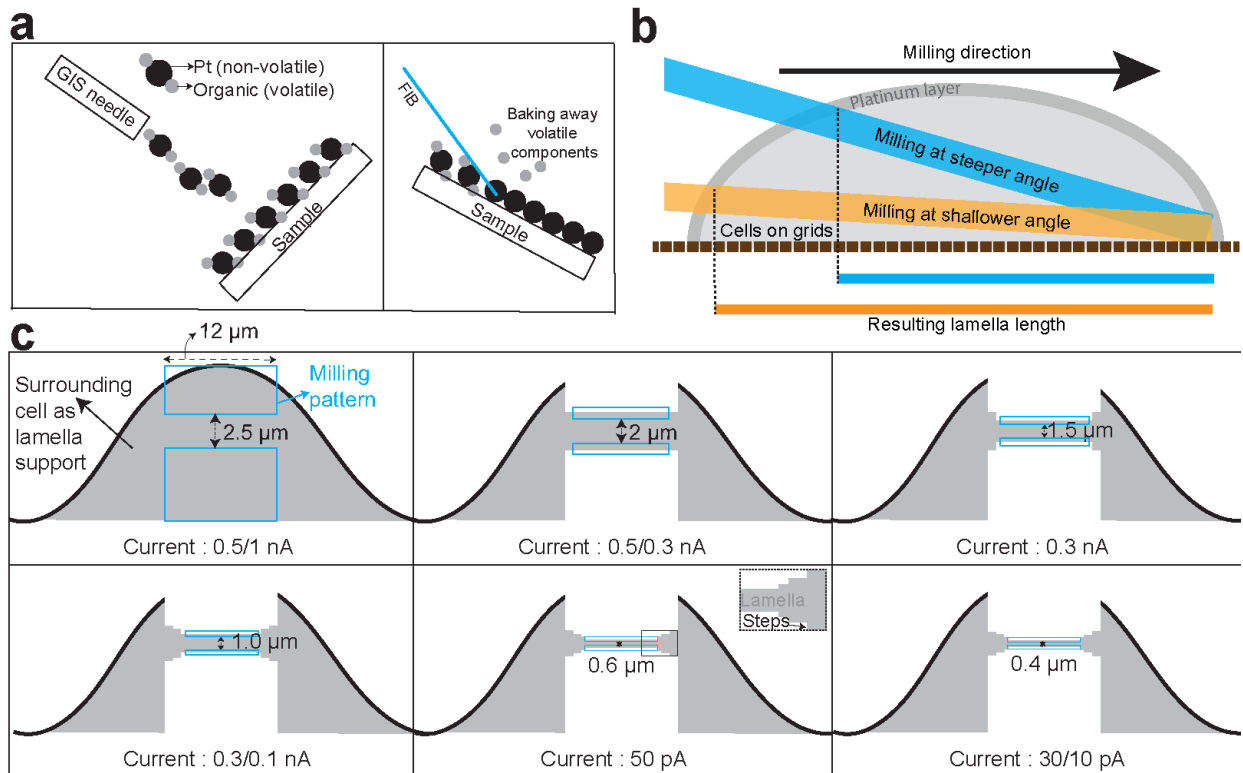 a
GIS needle
Pt (non-volatile)
Organic (volatile)
Sample
FIB
Baking away
volatile
components
Sample
b
Milling direction
Platinum layer
Milling at steeper
angle
Milling at shallower angle
Cells on grids
Resulting lamella length
c
12 µm
Surrounding
cell as
lamella
support
Milling
pattern
2.5 µm
Current : 0.5/1 nA
2 µm
Current : 0.5/0.3 nA
1.5 µm
Current : 0.3 nA
1.0 µm
Current : 0.3/0.1 nA
Lamella
Steps
0.6 µm
Current : 50 pA
0.4 µm
Current : 30/10 pA